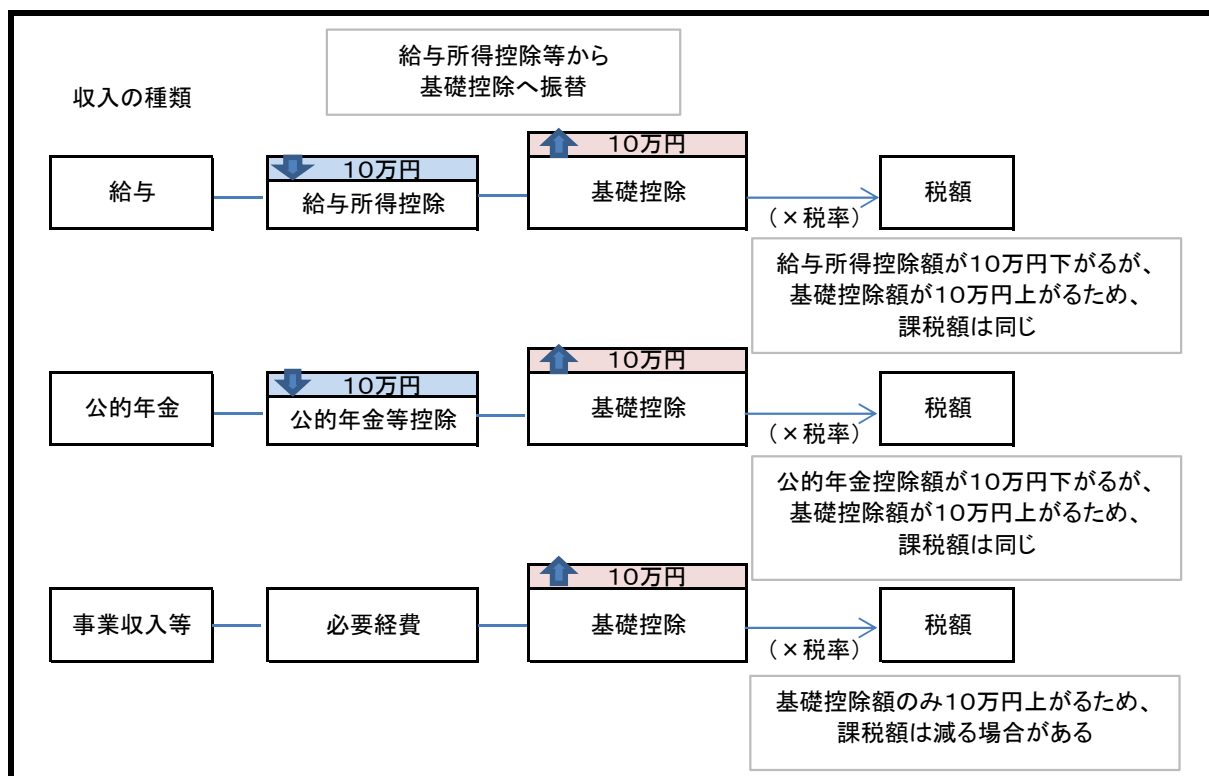 給与所得控除等から
基礎控除へ振替
収入の種類
給与
10万円
給与所得控除
10万円
基礎控除
(×税率)
税額
給与所得控除額が10万円下がるが、
基礎控除額が10万円上がるため、
課税額は同じ
公的年金
10万円
公的年金等控除
10万円
基礎控除
(×税率)
税額
公的年金控除額が10万円下がるが、
基礎控除額が10万円上がるため、
課税額は同じ
事業収入等
必要経費
10万円
基礎控除
(×税率)
税額
基礎控除額のみ10万円上がるため、
課税額は減る場合がある